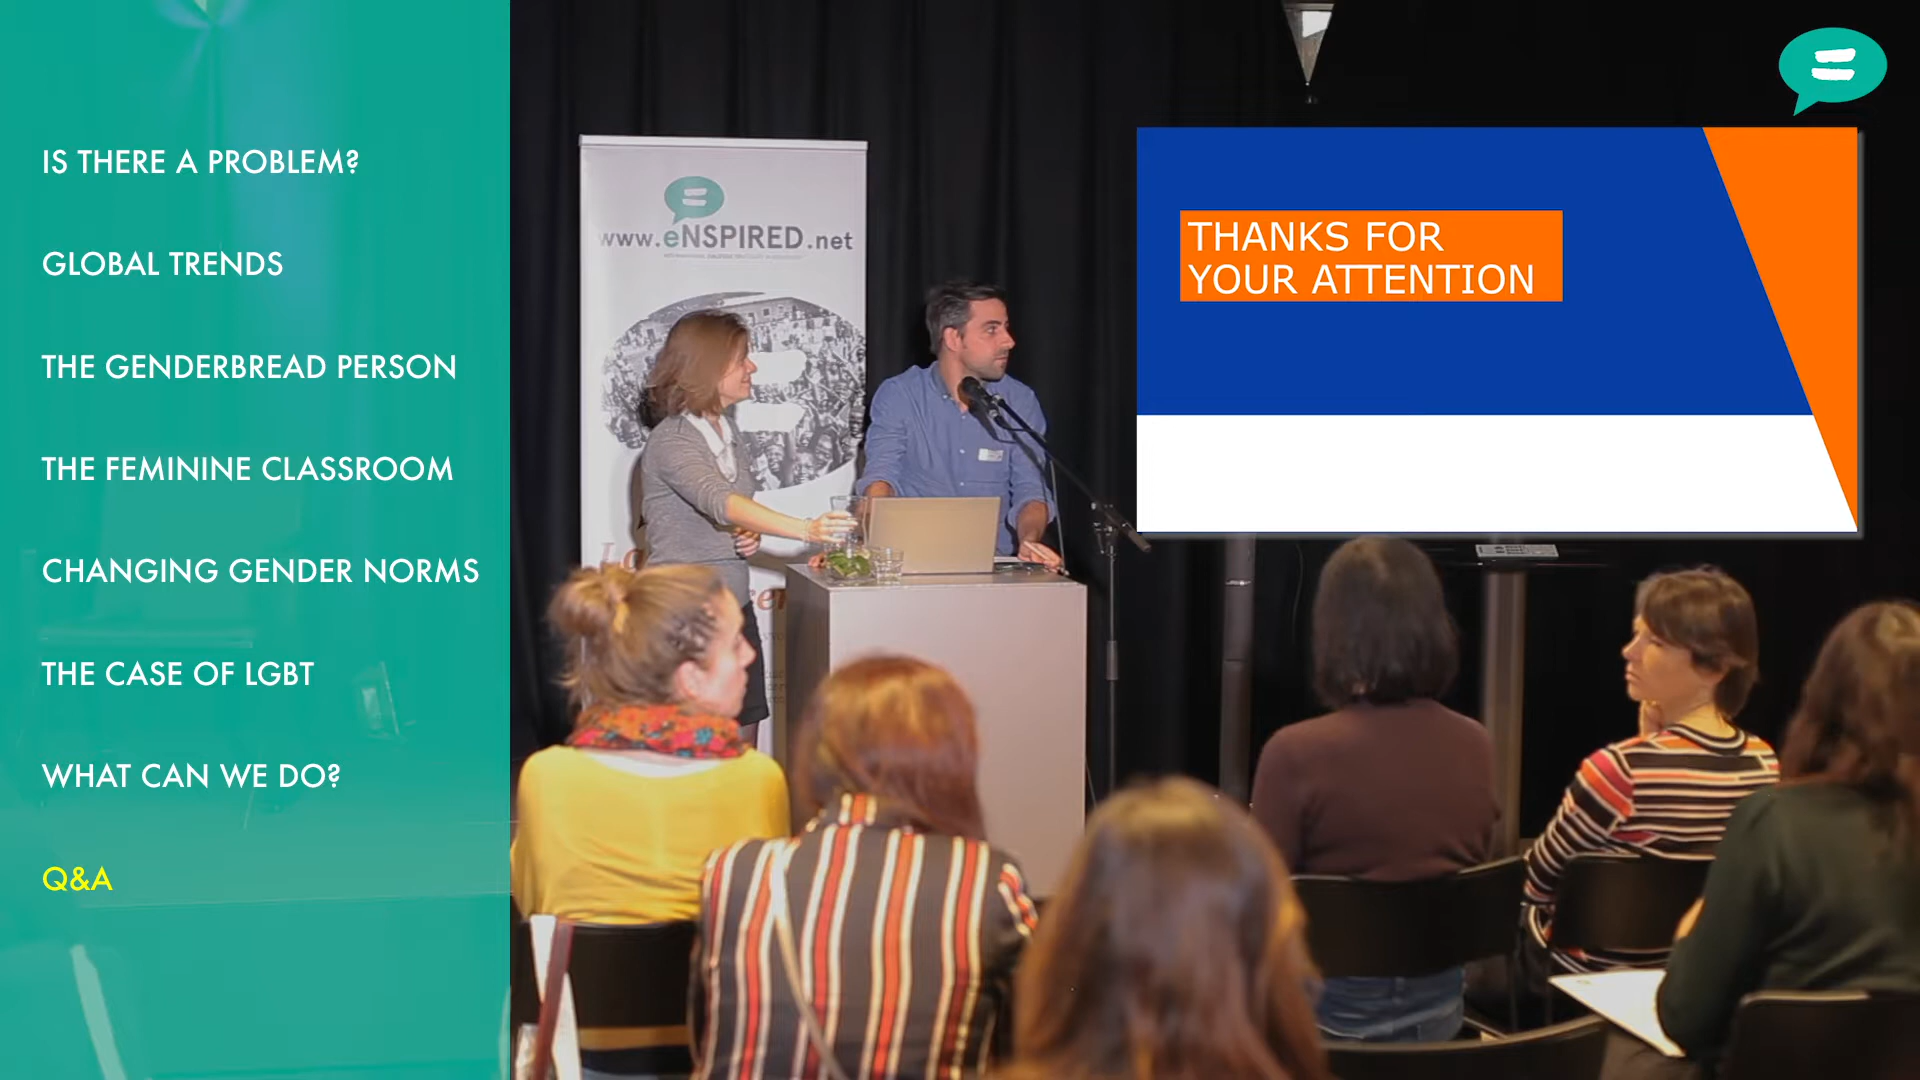 IS THERE A PROBLEM?
GLOBAL TRENDS
THE GENDERBREAD PERSON
THE FEMININE CLASSROOM
CHANGING GENDER NORMS
THE CASE OF LGBT
WHAT CAN WE DO?
Q&A
www.eNSPIRED.net
THANKS FOR
YOUR ATTENTION